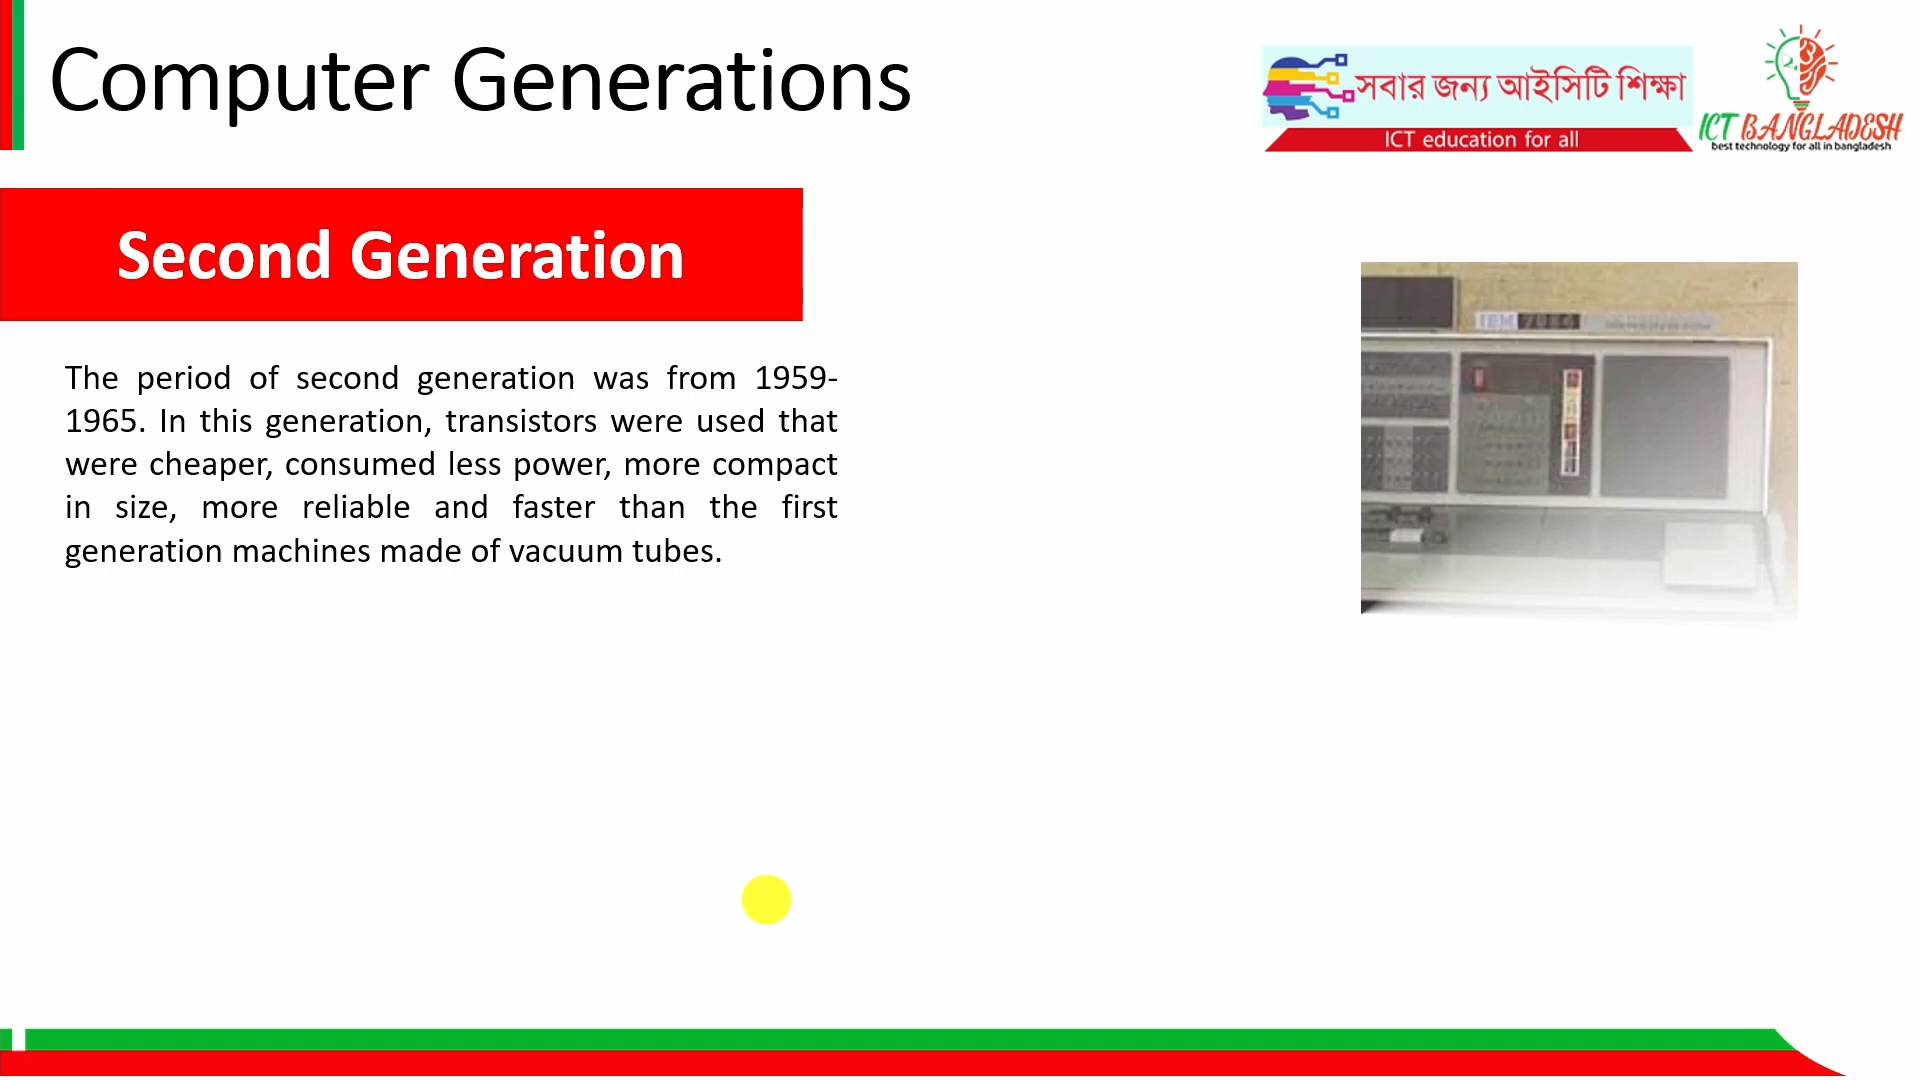 Computer Generations
সবার জন্য আইসিটি শিক্ষা
ICT education for all
ICT BANGLADESH
best technology for all in bangladesh
Second Generation
The period of second generation was from 1959-
1965. In this generation, transistors were used that
were cheaper, consumed less power, more compact
in size, more reliable and faster than the first
generation machines made of vacuum tubes.
IBM